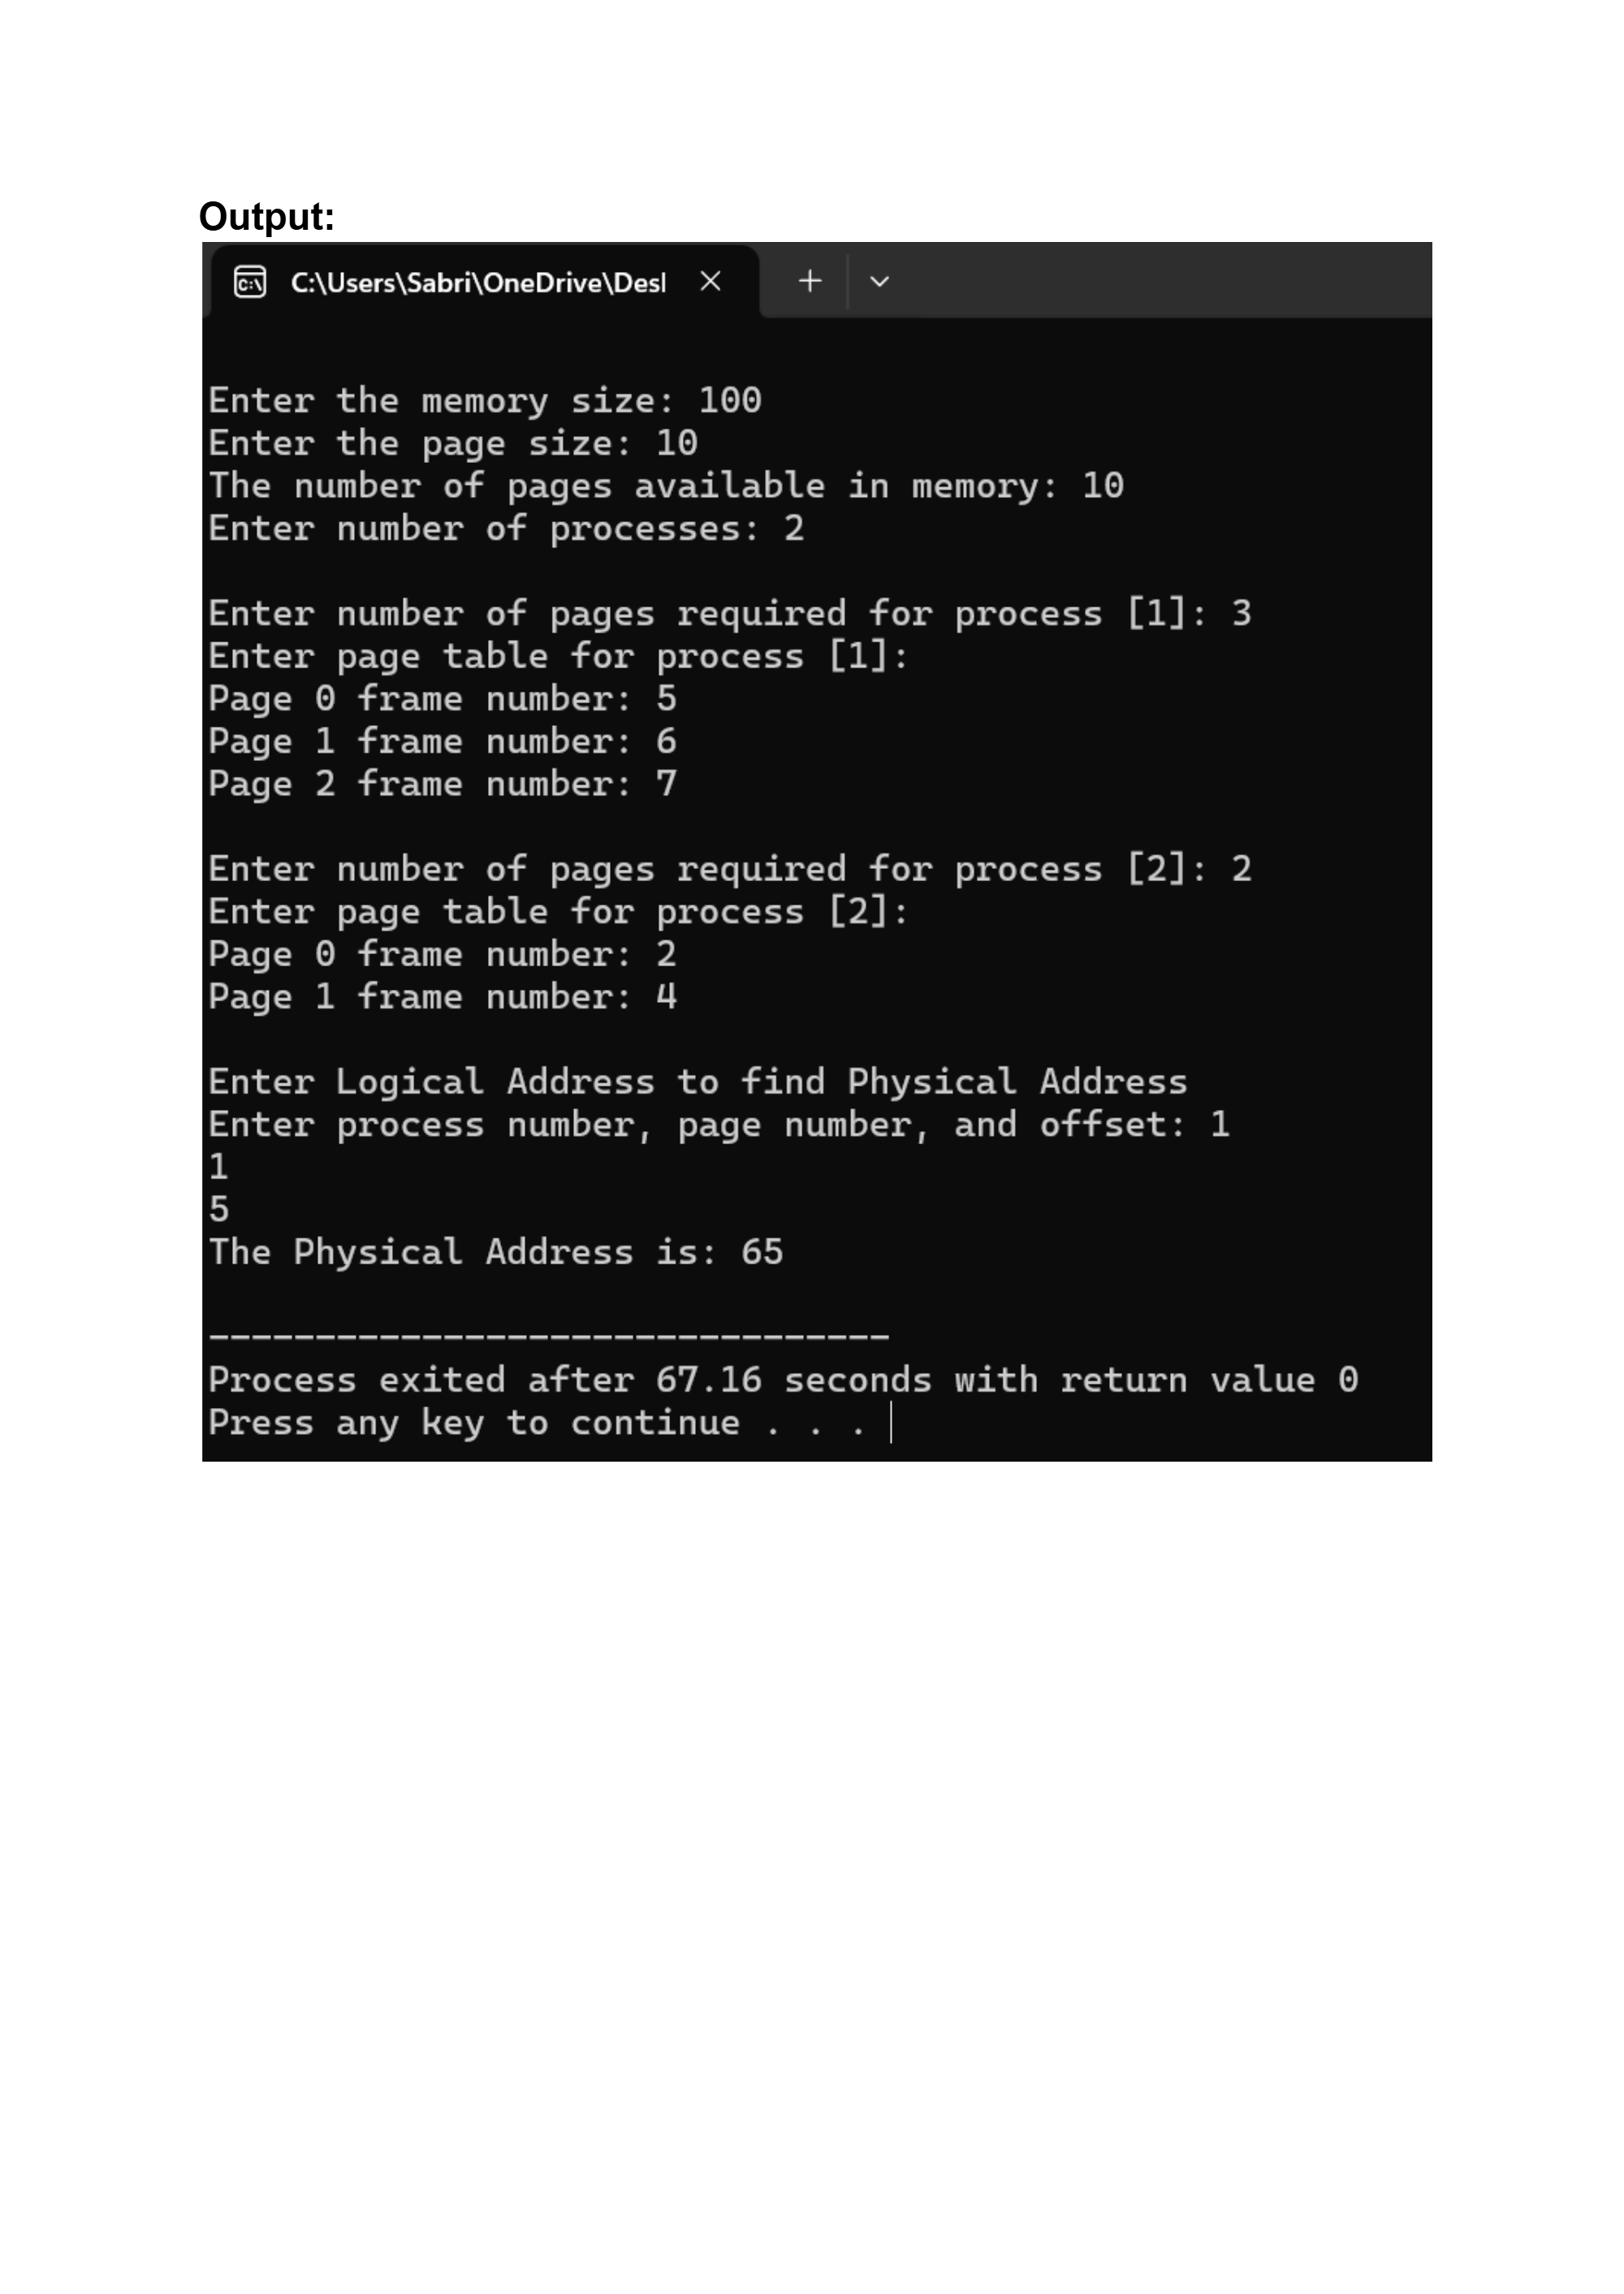 Output:
C:\Users\Sabri\OneDrive\Desl
Enter the memory size: 100
Enter the page size: 10
The number of pages available in memory: 10
Enter number of processes: 2
Enter number of pages required for process [1]: 3
Enter page table for process [1]:
Page 0 frame number: 5
Page 1 frame number: 6
Page 2 frame number: 7
Enter number of pages required for process [2]: 2
Enter page table for process [2]:
Page 0 frame number: 2
Page 1 frame number: 4
Enter Logical Address to find Physical Address
Enter process number, page number, and offset: 1
1
5
The Physical Address is: 65
--------------------------------
Process exited after 67.16 seconds with return value 0
Press any key to continue . . .